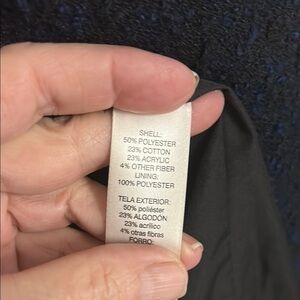 SHELL:
50% POLYESTER
23% COTTON
23% ACRYLIC
4% OTHER FIBER
LINING:
100% POLYESTER
TELA EXTERIOR:
50% poliéster
23% ALGODÓN
23% acrílico
4% otras fibras
FORRO: